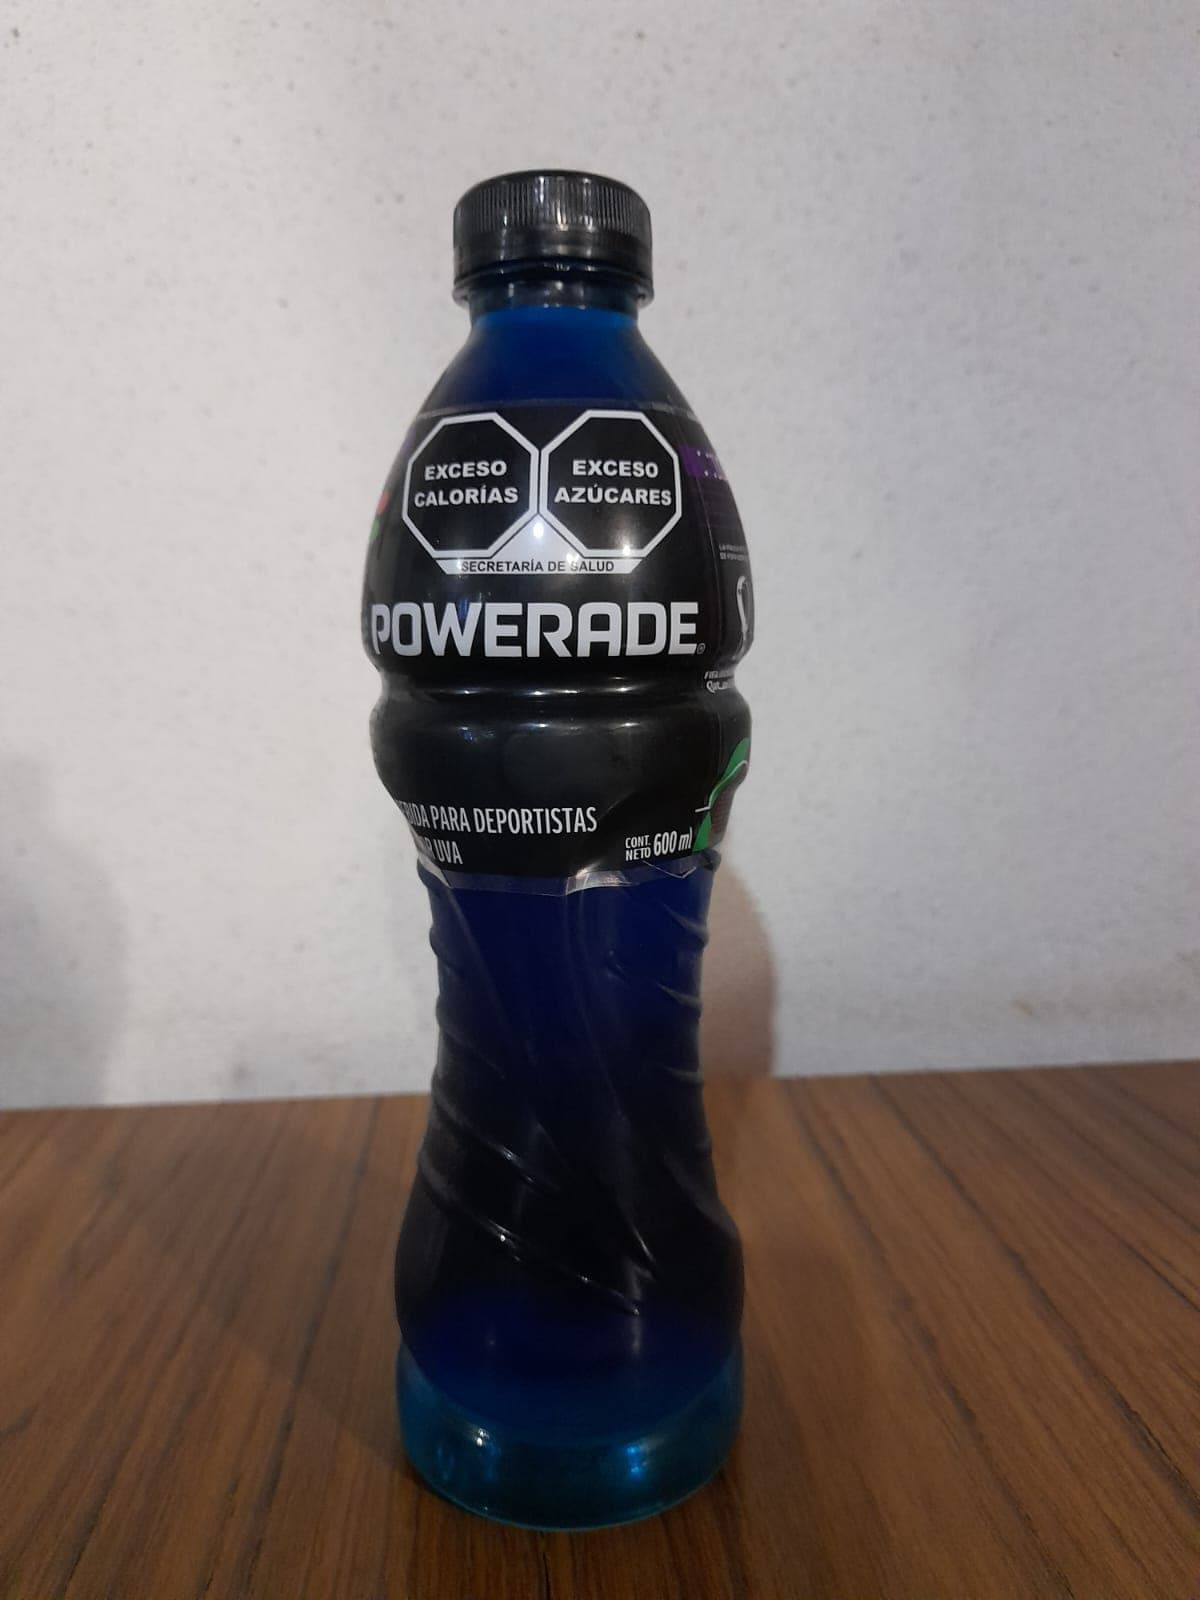 EXCESO
CALORÍAS
EXCESO
AZÚCARES
SECRETARÍA DE SALUD
POWERADE®
PARA DEPORTISTAS
UVA
CONT.
NETO 600 ml